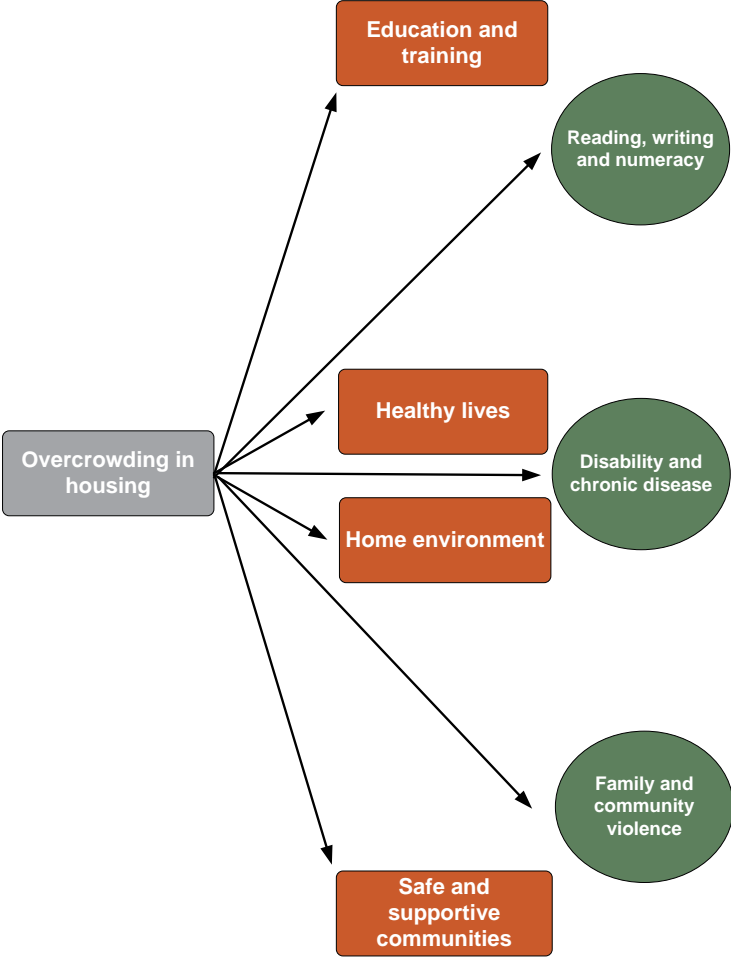 Education and
training
Reading, writing
and numeracy
Healthy lives
Overcrowding in
housing
Disability and
chronic disease
Home environment
Family and
community
violence
Safe and
supportive
communities